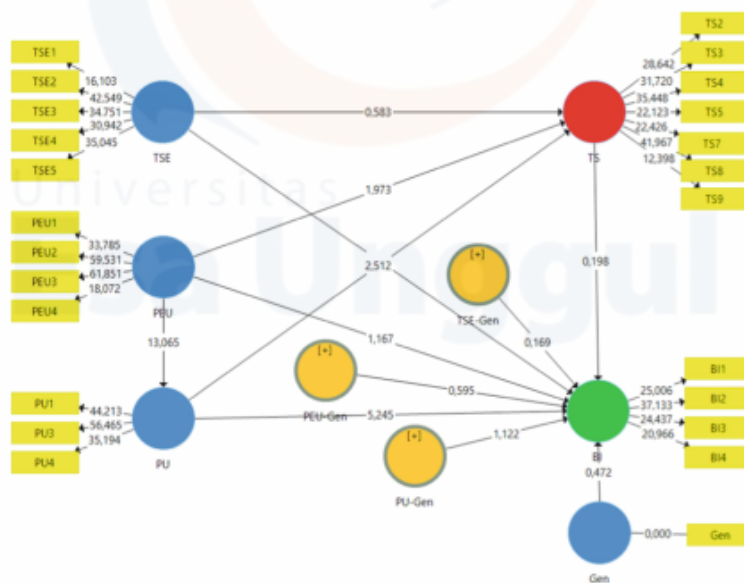 TS2
TSE1
TS3
28,642
TSE2
16,103
31,720
TS4
42,549
TSE3
34,751
0,583
35,448
TS5
30,942
22,123
TSE4
35,045
22,426
TS7
TSE5
TSE
TS
41,967
12,398
TS8
Universitas
1,973
TS9
PEU1
33,785
PEU2
59,531
Esa Unggul
PEU3
61,851
2,512
[+]
0,198
18,072
PEU4
PEU
TSE-Gen
13,065
1,167
0,169
[+]
BI1
0,595
25,006
PU1
44,213
37,133
BI2
PEU-Gen
5,245
PU3
56,465
24,437
BI3
35,194
[+]
1,122
20,966
PU4
PU
BI
BI4
0,472
PU-Gen
0,000
Gen
Gen